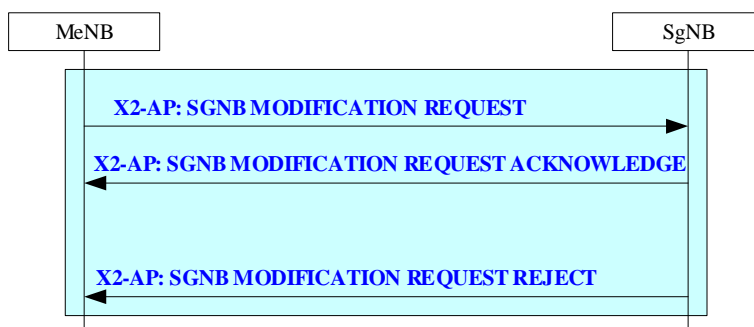 MeNB
SgNB
X2-AP: SGNB MODIFICATION REQUEST
X2-AP: SGNB MODIFICATION REQUEST ACKNOWLEDGE
X2-AP: SGNB MODIFICATION REQUEST REJECT